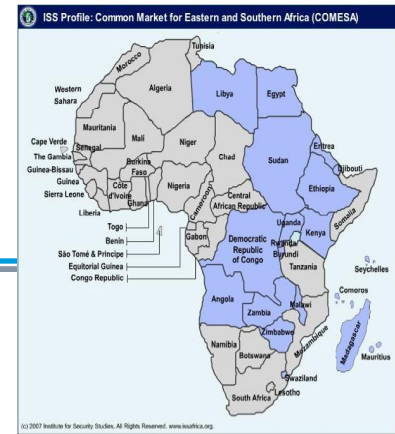 ISS Profile: Common Market for Eastern and Southern Africa (COMESA)
Tunisia
Morocco
Algeria
Libya
Egypt
Western
Sahara
Mauritania
Mali
Niger
Chad
Sudan
Eritrea
Djibouti
Cape Verde
Senegal
The Gambia
Guinea-Bissau
Guinea
Sierra Leone
Liberia
Burkina
Faso
Côte
d'Ivoire
Ghana
Nigeria
Cameroon
Central
African Republic
Ethiopia
Somalia
Togo
Benin
São Tomé & Principe
Equitorial Guinea
Congo Republic
Gabon
Democratic
Republic
of Congo
Uganda
Kenya
Rwanda
Burundi
Tanzania
Seychelles
Comoros
Angola
Zambia
Malawi
Mozambique
Zimbabwe
Madagascar
Mauritius
Namibia
Botswana
Swaziland
Lesotho
South Africa
(c) 2007 Institute for Security Studies, All Rights Reserved. www.issafrica.org.